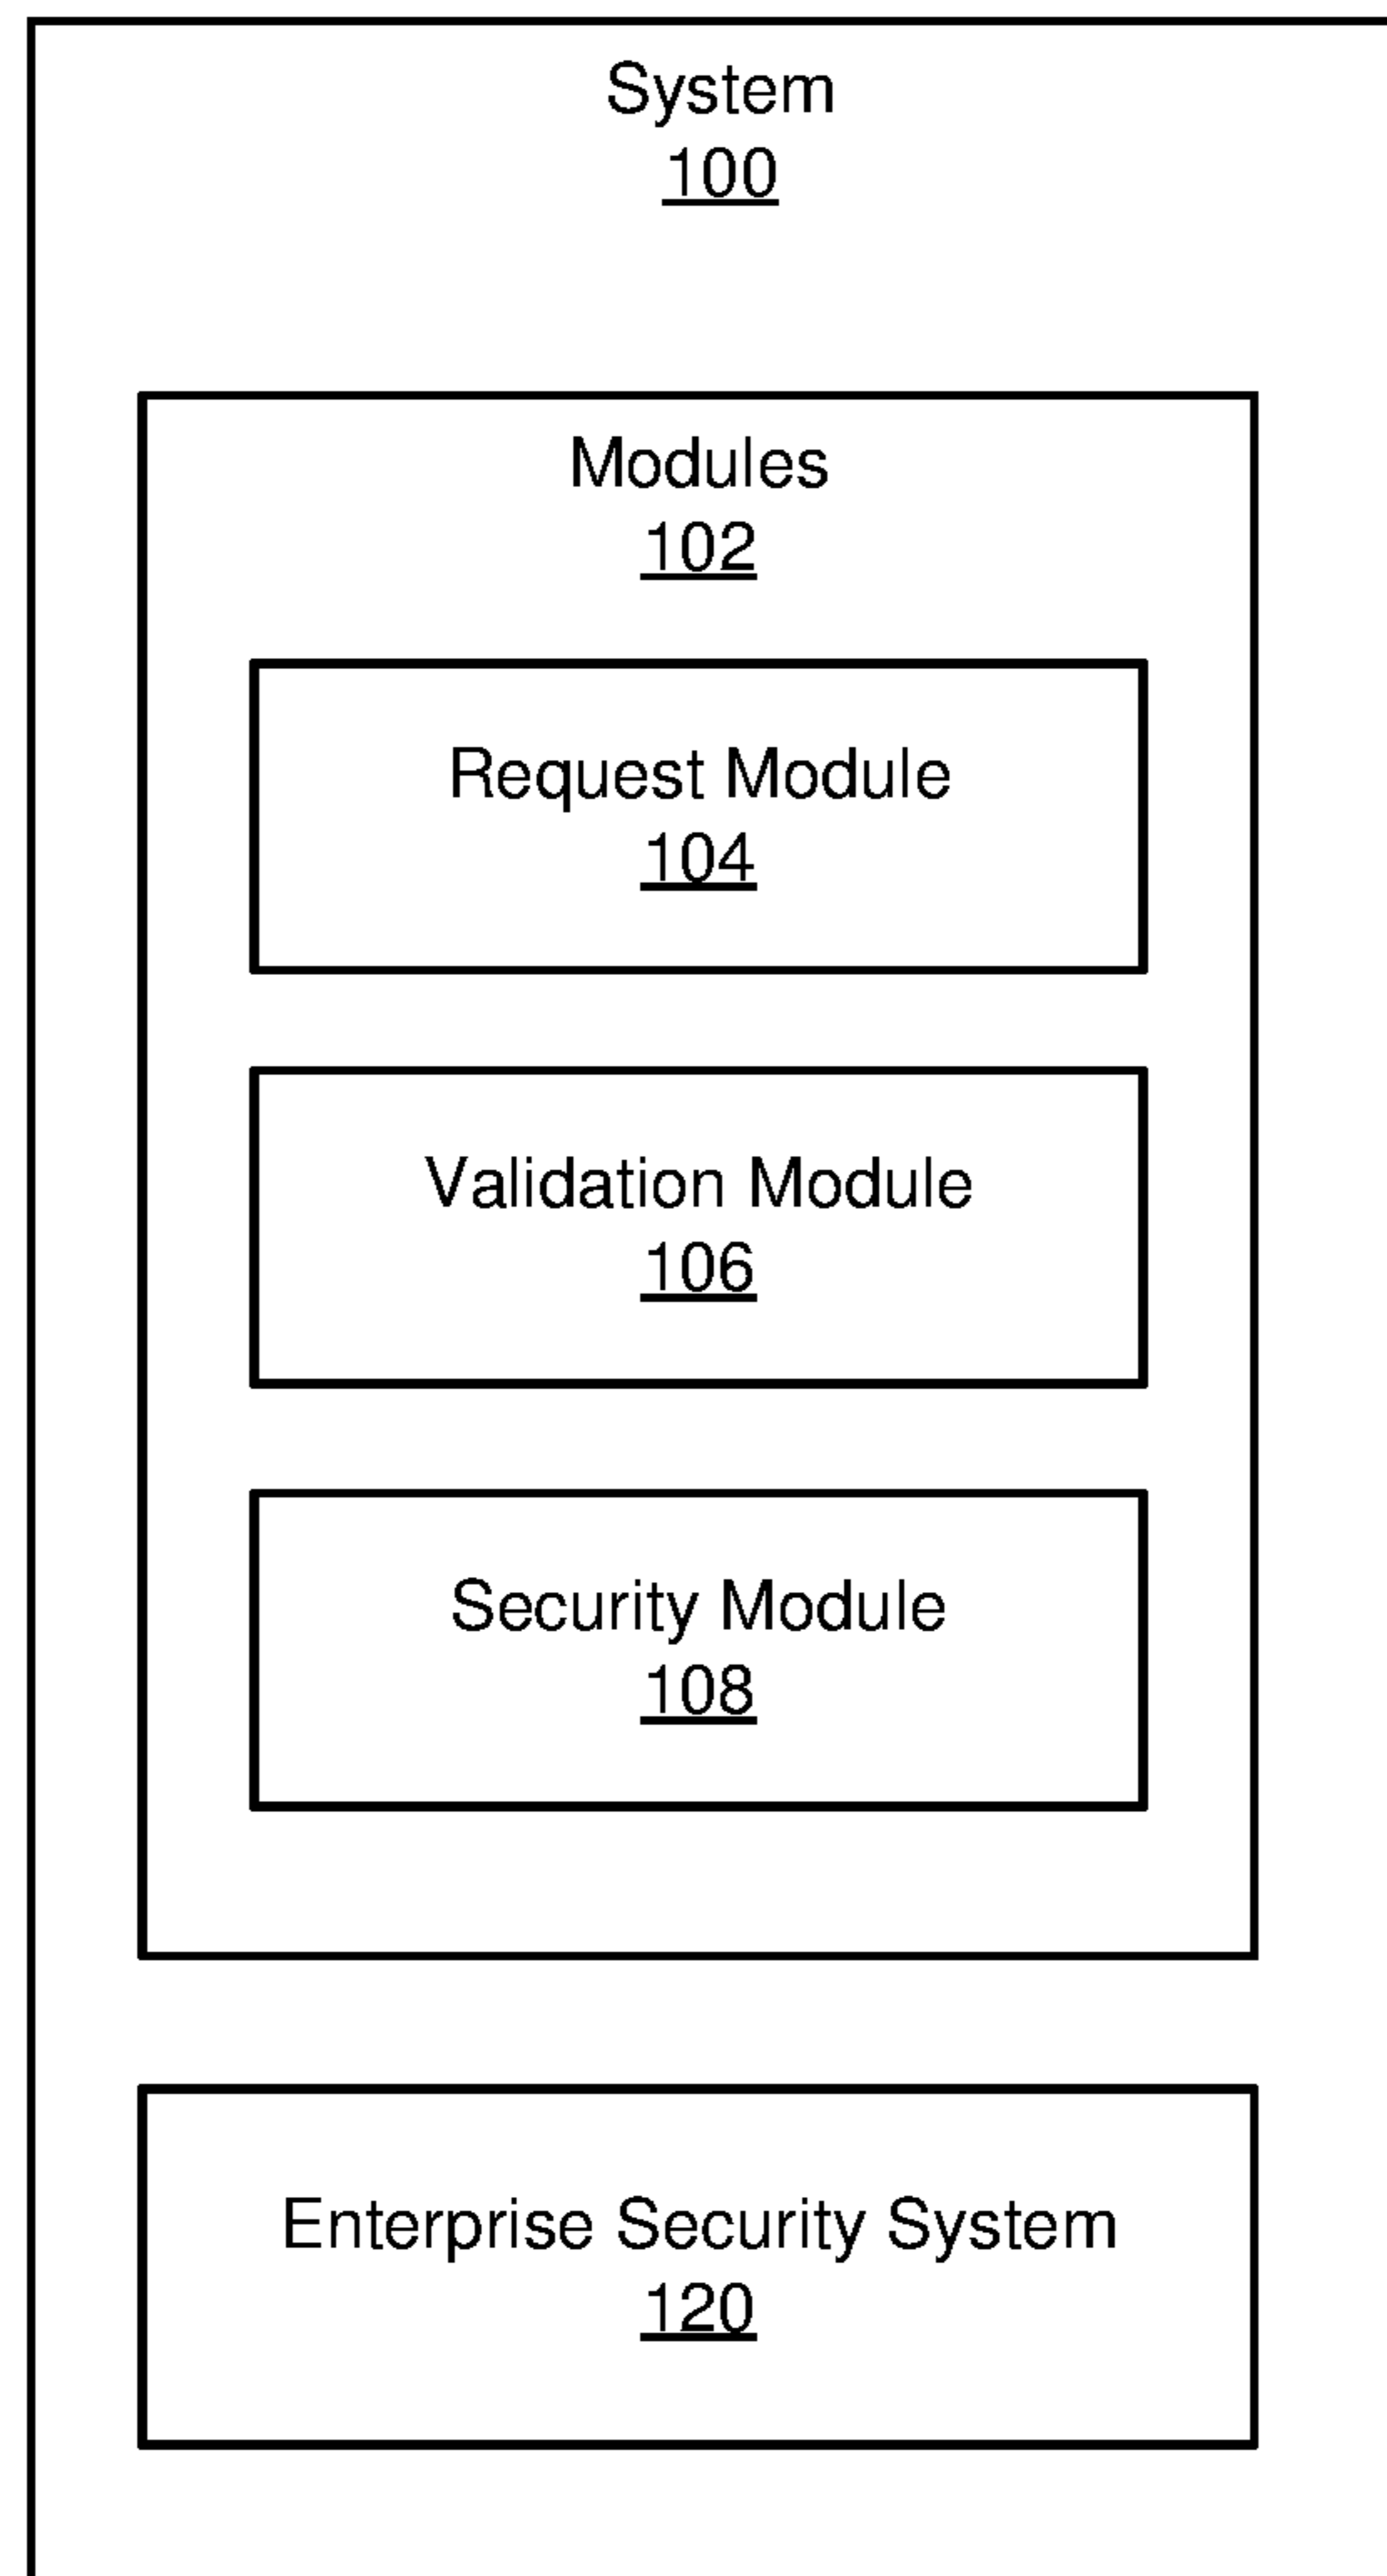 System
100
Modules
102
Request Module
104
Validation Module
106
Security Module
108
Enterprise Security System
120